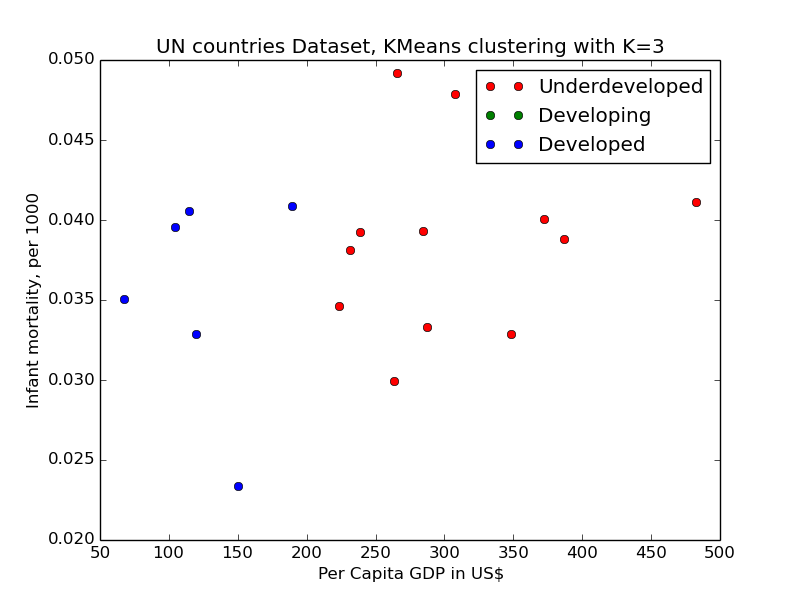 UN countries Dataset, KMeans clustering with K=3
0.050
0.045
0.040
0.035
0.030
0.025
0.020
Infant mortality, per 1000
Underdeveloped
Developing
Developed
50 100 150 200 250 300 350 400 450 500
Per Capita GDP in US$